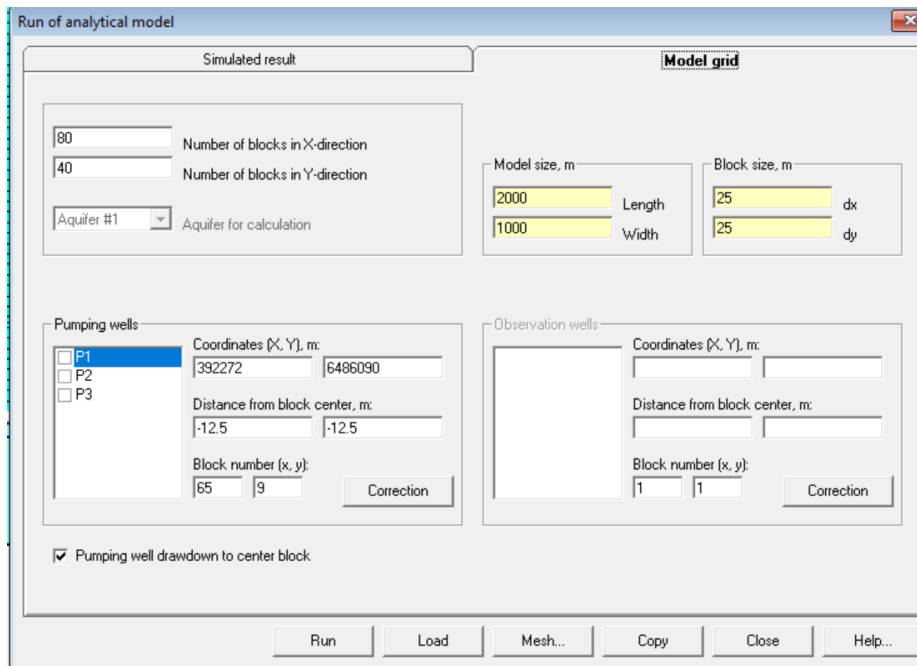 Run of analytical model
Simulated result
Model grid
80
Number of blocks in X-direction
40
Number of blocks in Y-direction
Aquifer #1
Aquifer for calculation
Model size, m
2000
Length
1000
Width
Block size, m
25
dx
25
dy
Pumping wells
P1
P2
P3
Coordinates (X, Y), m:
392272
6486090
Distance from block center, m:
-12.5
-12.5
Block number (x, y):
65
9
Correction
Observation wells
Coordinates (X, Y), m:
Distance from block center, m:
Block number (x, y):
1
1
Correction
Pumping well drawdown to center block
Run
Load
Mesh...
Copy
Close
Help...